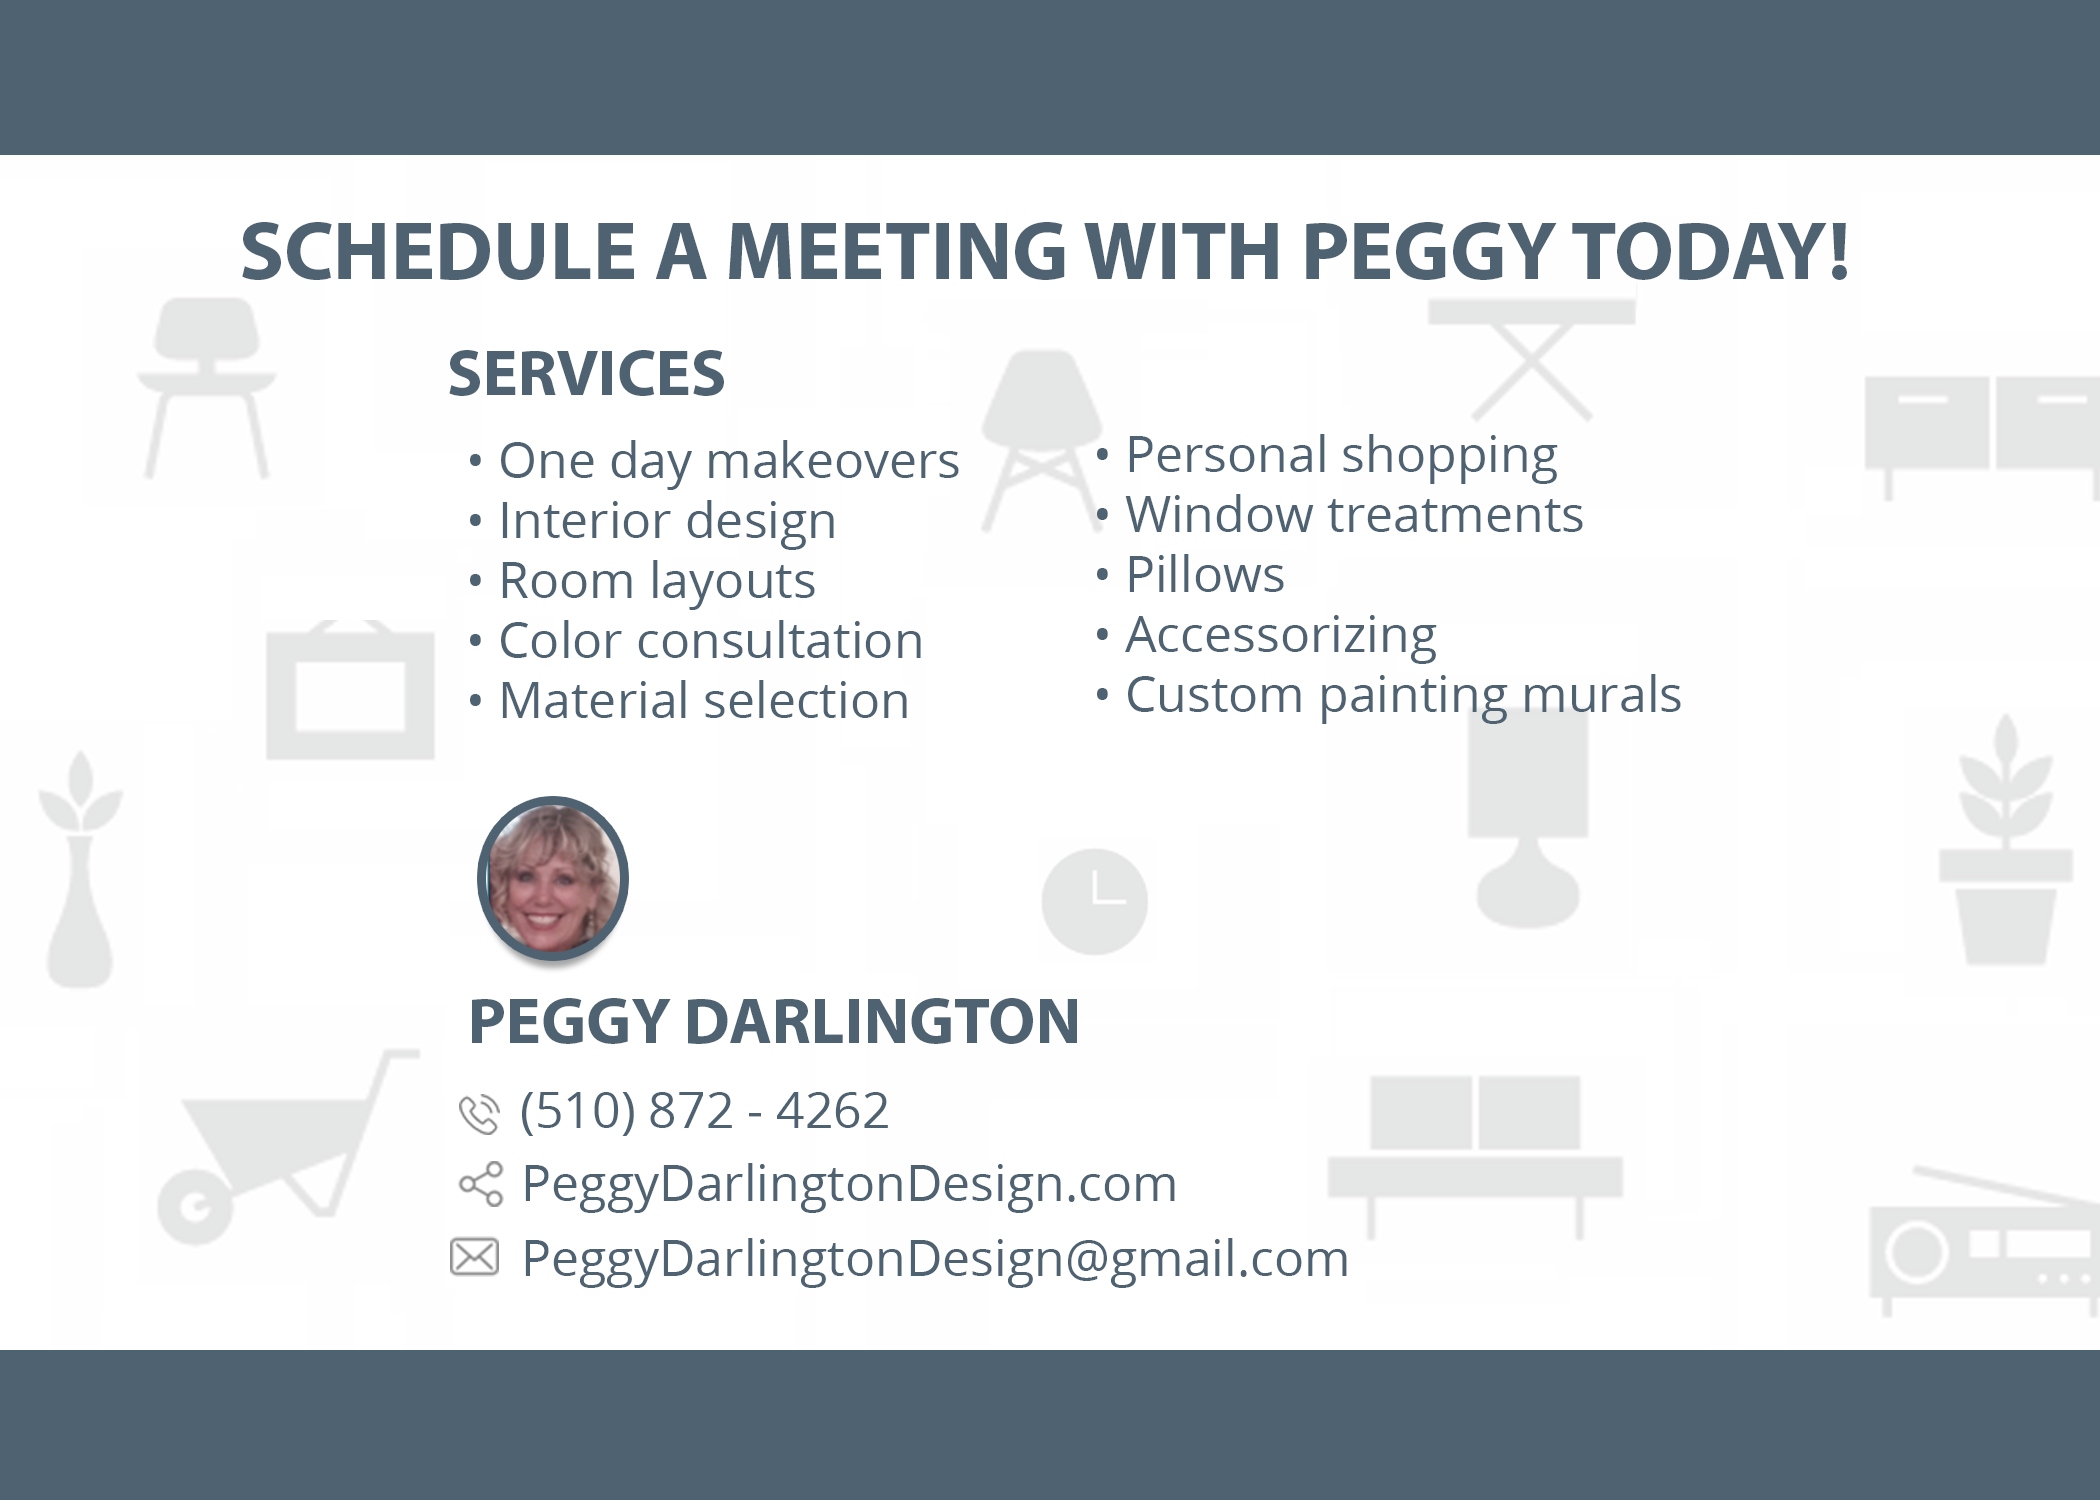 SCHEDULE A MEETING WITH PEGGY TODAY!
SERVICES
• One day makeovers
• Interior design
• Room layouts
• Color consultation
• Material selection
• Personal shopping
• Window treatments
• Pillows
• Accessorizing
• Custom painting murals
PEGGY DARLINGTON
(510) 872 - 4262
PeggyDarlingtonDesign.com
PeggyDarlingtonDesign@gmail.com